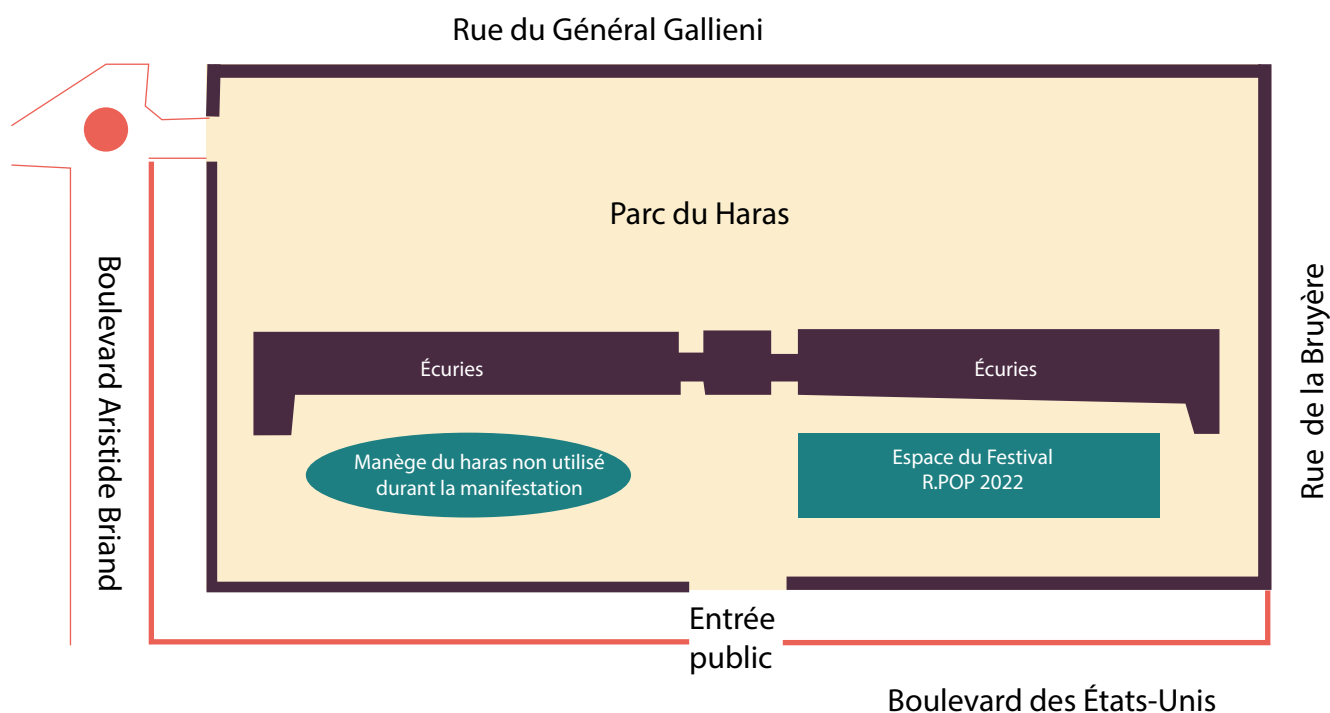 Rue du Général Gallieni
Parc du Haras
Boulevard Aristide Briand
Rue de la Bruyère
Écuries
Écuries
Manège du haras non utilisé
durant la manifestation
Espace du Festival
R.POP 2022
Entrée
public
Boulevard des États-Unis